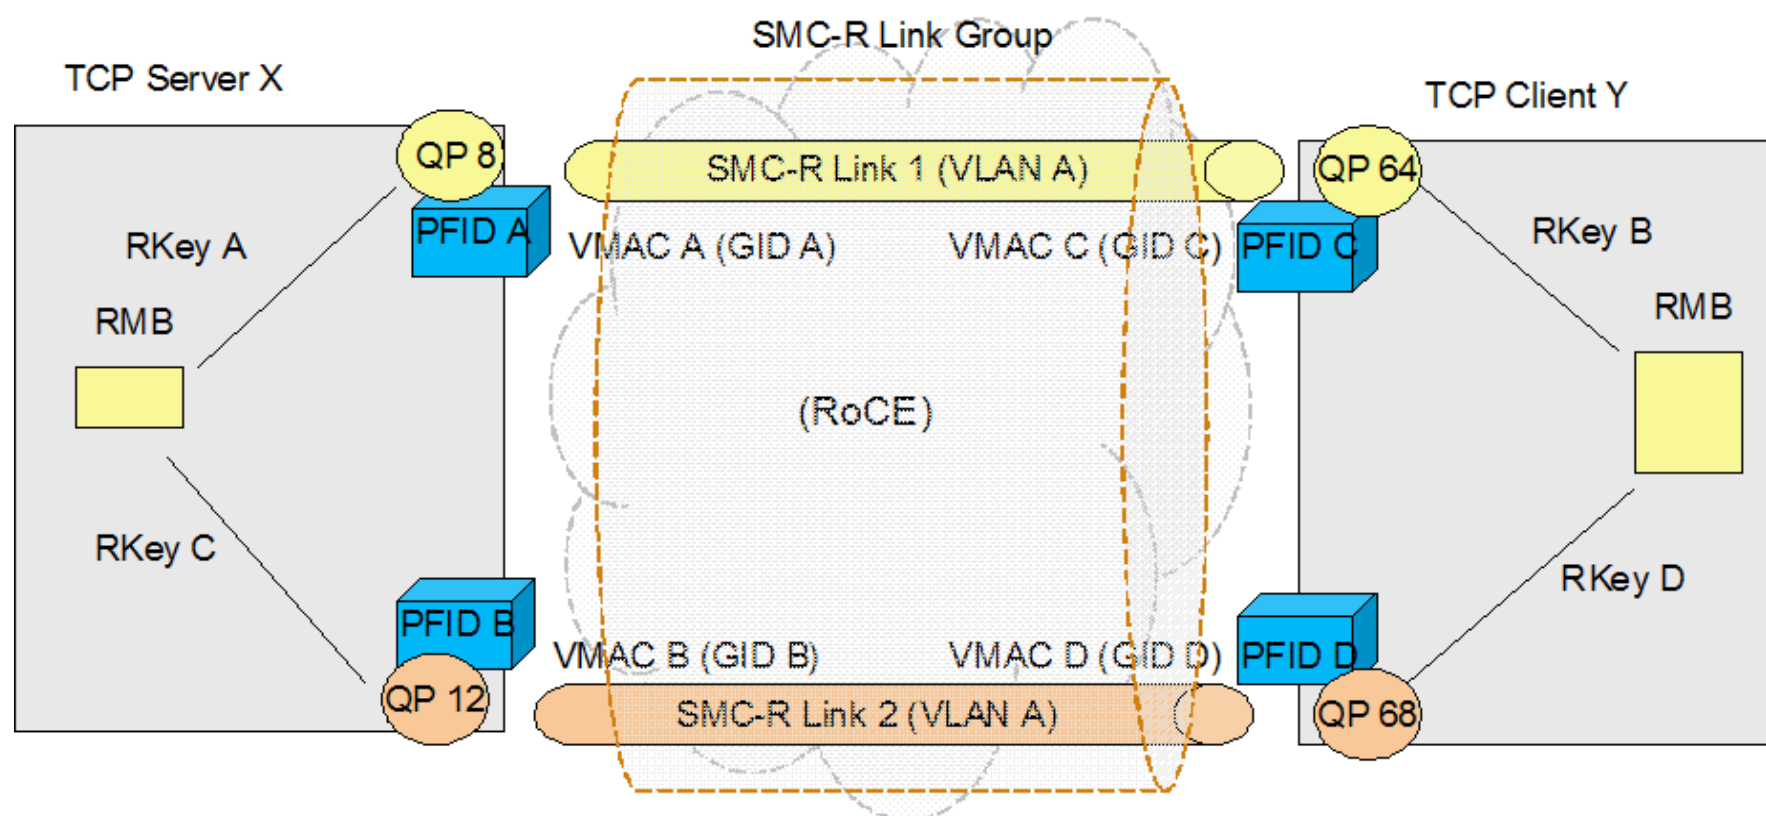 SMC-R Link Group
TCP Server X
TCP Client Y
QP 8
SMC-R Link 1 (VLAN A)
QP 64
PFID A
VMAC A (GID A)
VMAC C (GID C)
PFID C
RKey A
RKey B
RMB
RMB
(RoCE)
RKey C
RKey D
PFID B
VMAC B (GID B)
VMAC D (GID D)
PFID D
QP 12
SMC-R Link 2 (VLAN A)
QP 68